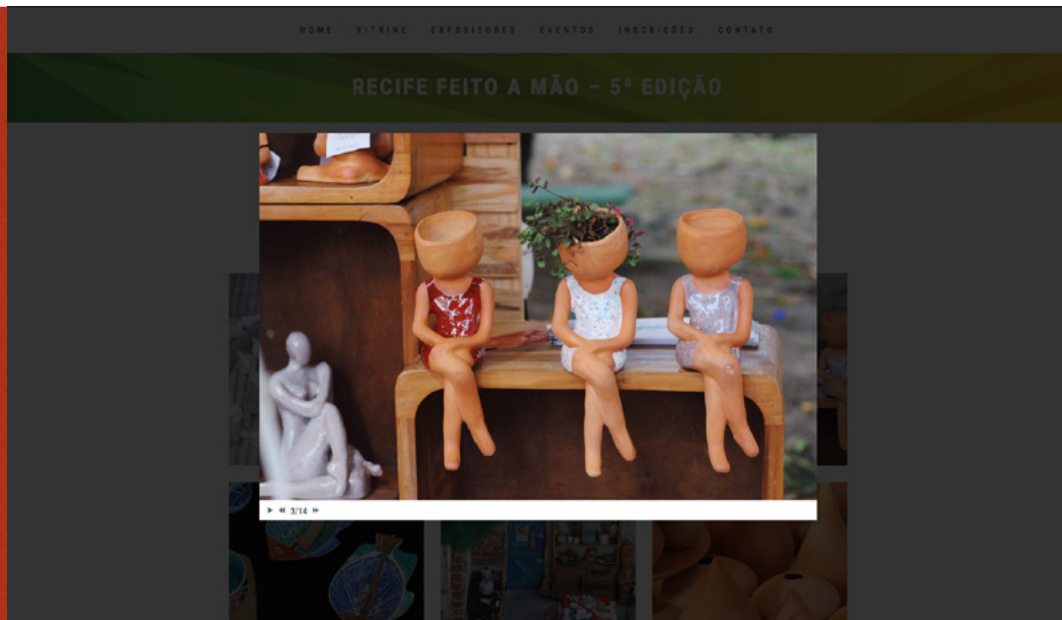 HOME VITRINE EXPOSITORES EVENTOS INSCRIÇÕES CONTATO
RECIFE FEITO A MÃO – 5ª EDIÇÃO
3/14